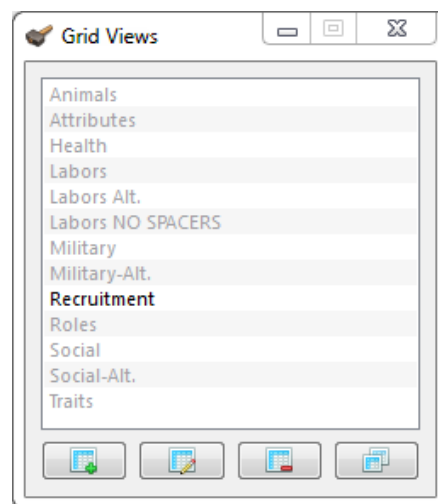 Grid Views
Animals
Attributes
Health
Labors
Labors Alt.
Labors NO SPACERS
Military
Military-Alt.
Recruitment
Roles
Social
Social-Alt.
Traits